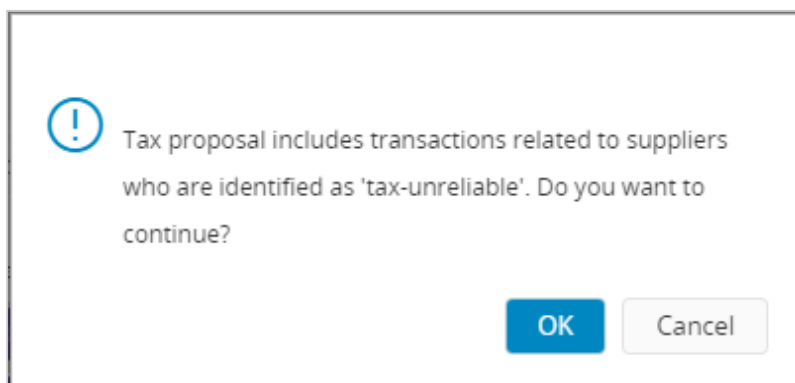 Tax proposal includes transactions related to suppliers
who are identified as 'tax-unreliable'. Do you want to
continue?
OK
Cancel